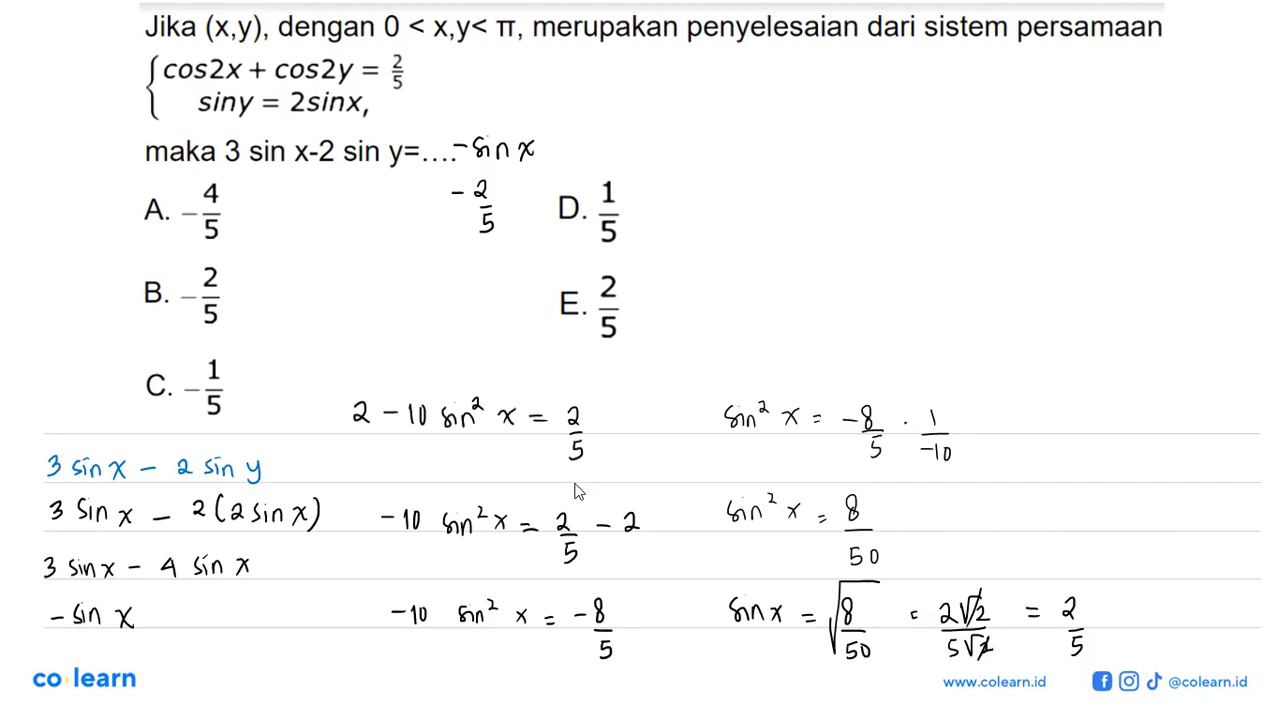 Jika (x,y), dengan 0 < x,y< π, merupakan penyelesaian dari sistem persamaan
cos2x + cos2y = 2/5
siny = 2sinx,
maka 3 sin x-2 sin y=.... -sin x
A. -4/5
-2/5
D. 1/5
B. -2/5
E. 2/5
C. -1/5
2 - 10 sin² x = 2/5
sin² x = -8/5 . 1/-10
3 sin x - 2 sin y
3 sin x - 2(2 sin x)
-10 sin² x = 2/5 - 2
sin² x = 8/50
3 sin x - 4 sin x
-sin x
-10 sin² x = -8/5
sin x = √(8/50) = 2√2/5√2 = 2/5
co learn
www.colearn.id
@colearn.id